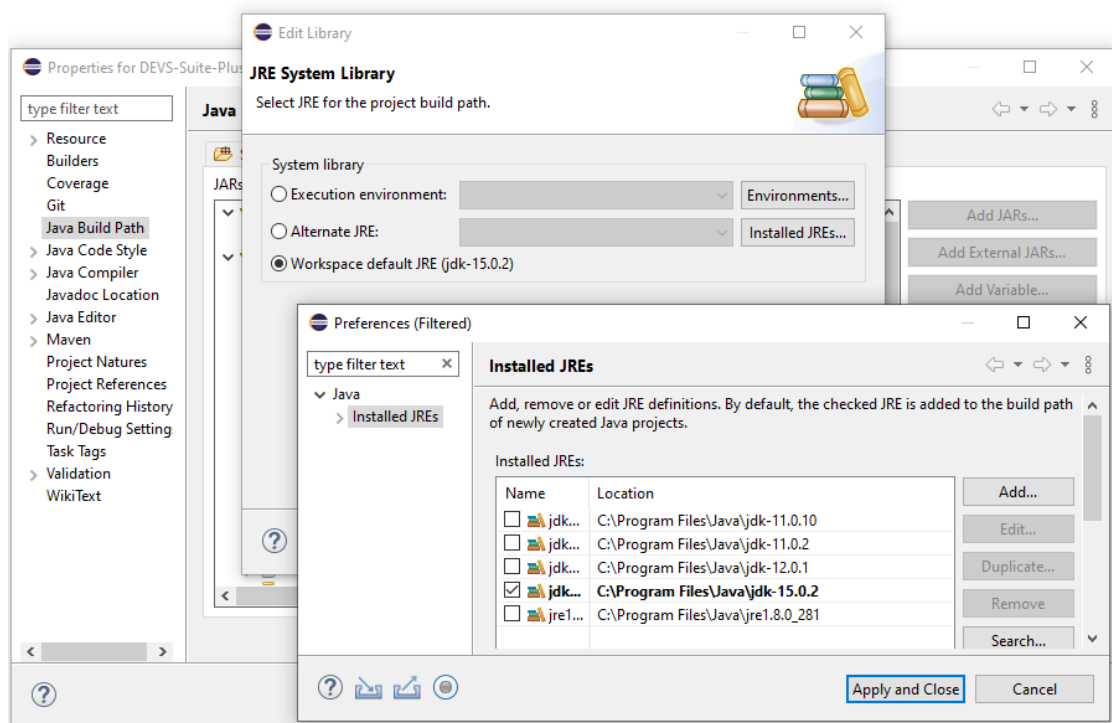 Edit Library
JRE System Library
Select JRE for the project build path.
System library
Execution environment:
Environments...
Alternate JRE:
Installed JREs...
Workspace default JRE (jdk-15.0.2)
Properties for DEVS-Suite-Plus
type filter text
Resource
Builders
Coverage
Git
Java Build Path
Java Code Style
Java Compiler
Javadoc Location
Java Editor
Maven
Project Natures
Project References
Refactoring History
Run/Debug Setting
Task Tags
Validation
WikiText
Java
JARs
Add JARs...
Add External JARs...
Add Variable...
Preferences (Filtered)
type filter text
Java
Installed JREs
Installed JREs
Add, remove or edit JRE definitions. By default, the checked JRE is added to the build path
of newly created Java projects.
Installed JREs:
Name Location
jdk... C:\Program Files\Java\jdk-11.0.10
jdk... C:\Program Files\Java\jdk-11.0.2
jdk... C:\Program Files\Java\jdk-12.0.1
jdk... C:\Program Files\Java\jdk-15.0.2
jre1... C:\Program Files\Java\jre1.8.0_281
Add...
Edit...
Duplicate...
Remove
Search...
Apply and Close
Cancel